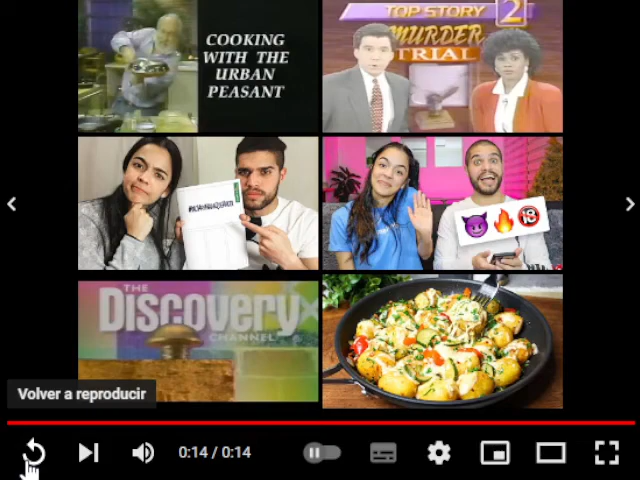 COOKING
WITH THE
URBAN
PEASANT
TOP STORY 2
MURDER
TRIAL
18
THE
Discovery
CHANNEL
Volver a reproducir
0:14 / 0:14